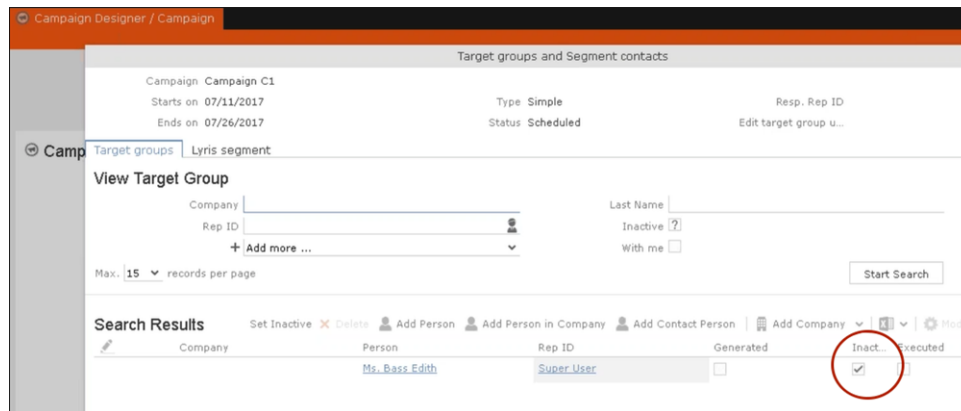 Campaign Designer / Campaign
Target groups and Segment contacts
Campaign Campaign C1
Starts on 07/11/2017 Type Simple Resp. Rep ID
Ends on 07/26/2017 Status Scheduled Edit target group u...
Camp Target groups Lyris segment
View Target Group
Company Last Name
Rep ID Inactive ?
+ Add more ... With me
Max. 15 records per page Start Search
Search Results Set Inactive Delete Add Person Add Person in Company Add Contact Person Add Company Mod
Company Person Rep ID Generated Inact... Executed
Ms. Bass Edith Super User